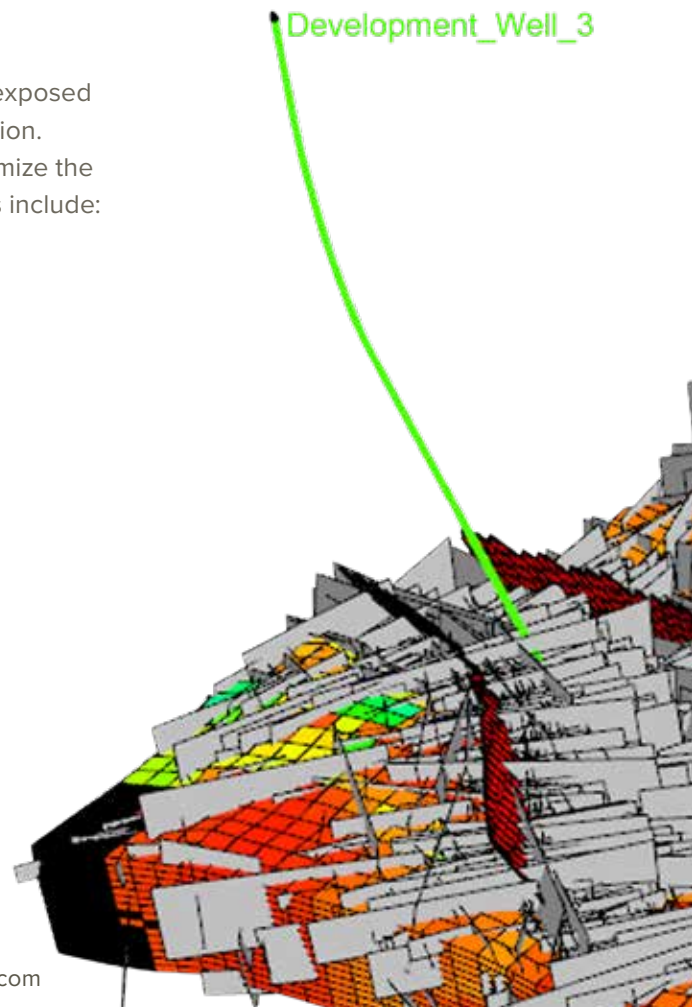 Development_Well_3
exposed
ion.
mize the
s include:
com